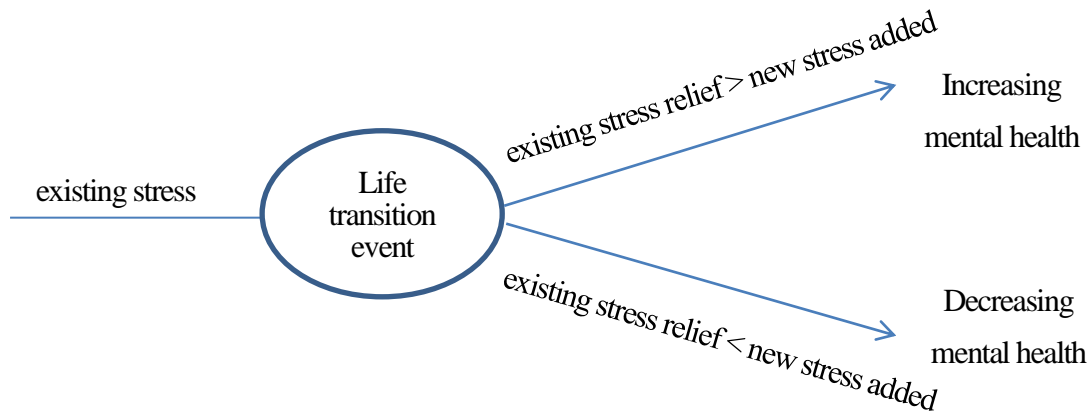 existing stress
Life
transition
event
existing stress relief > new stress added
Increasing
mental health
existing stress relief < new stress added
Decreasing
mental health